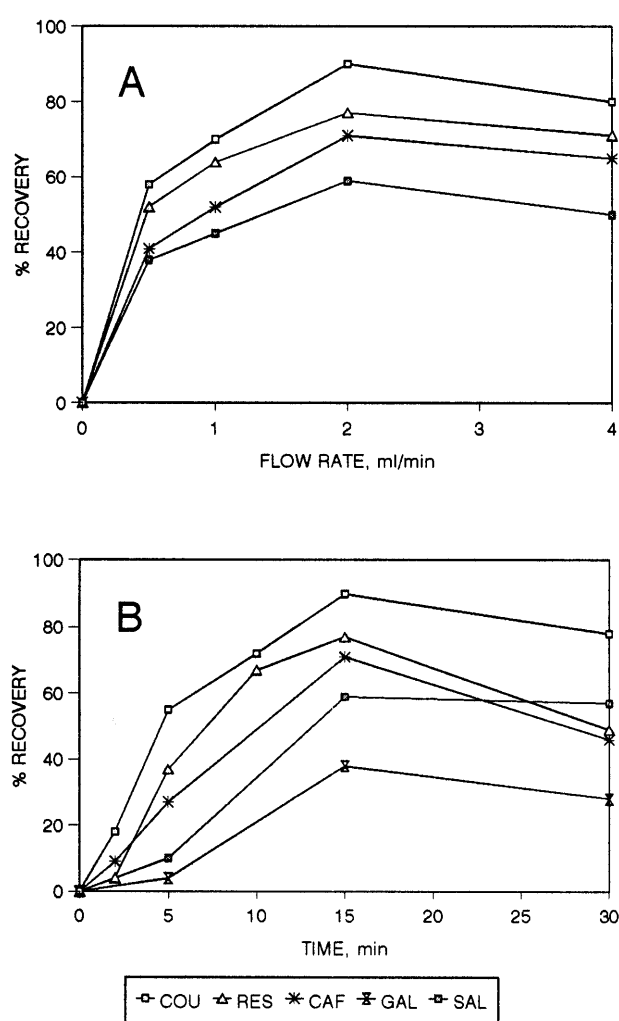 100
80
60
40
20
0
% RECOVERY
A
0 1 2 3 4
FLOW RATE, ml/min
100
80
60
40
20
0
% RECOVERY
B
0 5 10 15 20 25 30
TIME, min
COU RES CAF GAL SAL